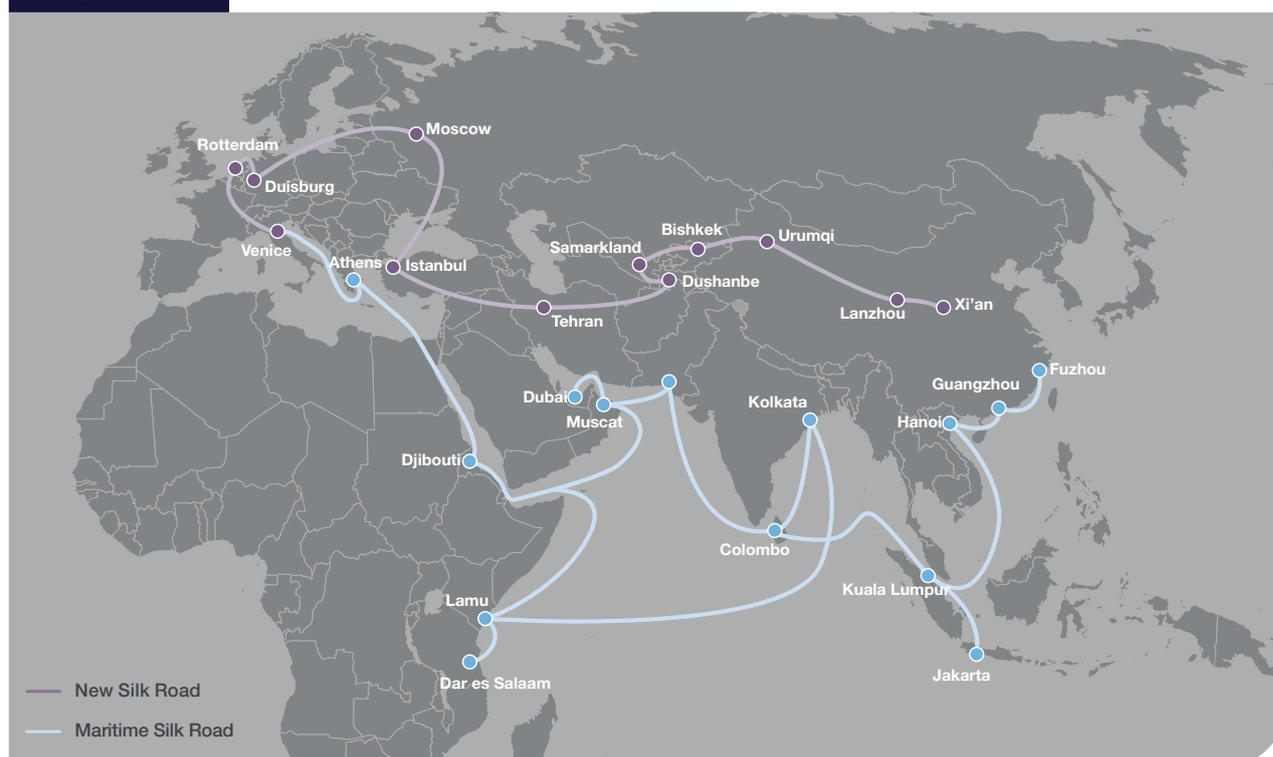 Moscow
Rotterdam
Duisburg
Venice
Athens
Istanbul
Samarkland
Bishkek
Urumqi
Dushanbe
Tehran
Lanzhou
Xi'an
Fuzhou
Guangzhou
Hanoi
Dubai
Muscat
Kolkata
Djibouti
Colombo
Kuala Lumpur
Lamu
Jakarta
Dar es Salaam
New Silk Road
Maritime Silk Road